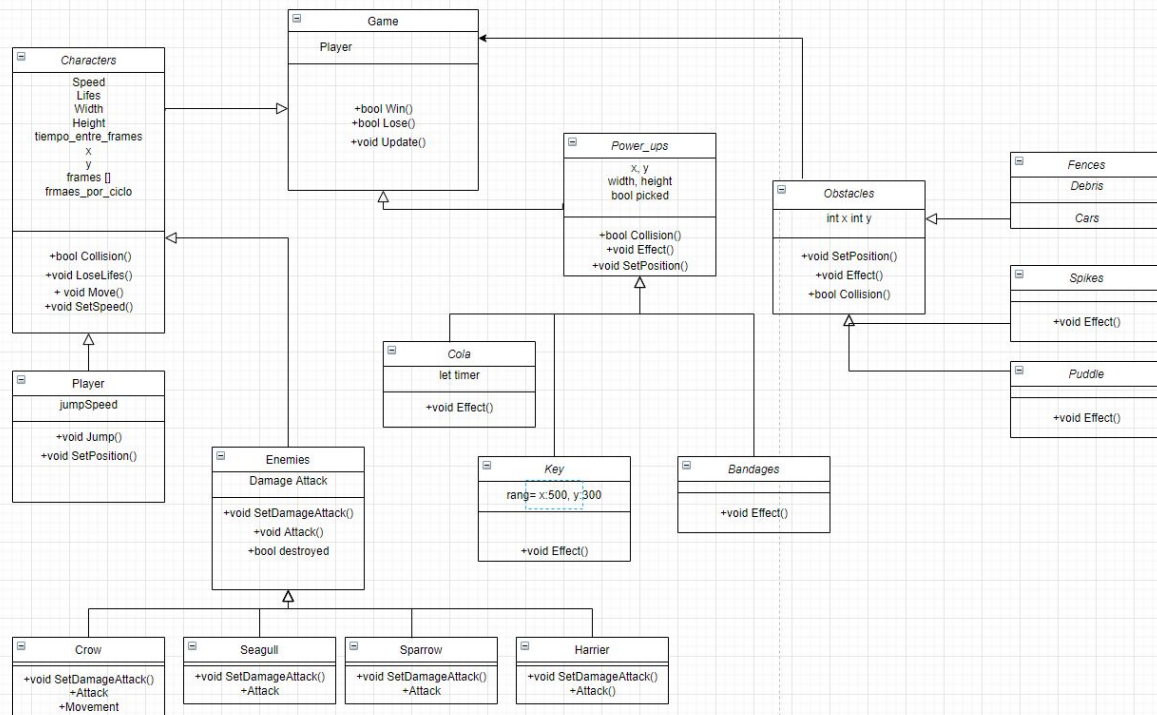 Game
Player
+bool Win()
+bool Lose()
+void Update()
Characters
Speed
Lifes
Width
Height
tiempo_entre_frames
x
y
frames []
frmaes_por_ciclo
+bool Collision()
+void LoseLifes()
+ void Move()
+void SetSpeed()
Power_ups
x, y
width, height
bool picked
+bool Collision()
+void Effect()
+void SetPosition()
Obstacles
int x int y
+void SetPosition()
+void Effect()
+bool Collision()
Fences
Debris
Cars
Spikes
+void Effect()
Puddle
+void Effect()
Player
jumpSpeed
+void Jump()
+void SetPosition()
Cola
let timer
+void Effect()
Enemies
Damage Attack
+void SetDamageAttack()
+void Attack()
+bool destroyed
Key
rang= x:500, y:300
+void Effect()
Bandages
+void Effect()
Crow
+void SetDamageAttack()
+Attack
+Movement
Seagull
+void SetDamageAttack()
+Attack
Sparrow
+void SetDamageAttack()
+Attack
Harrier
+void SetDamageAttack()
+Attack()